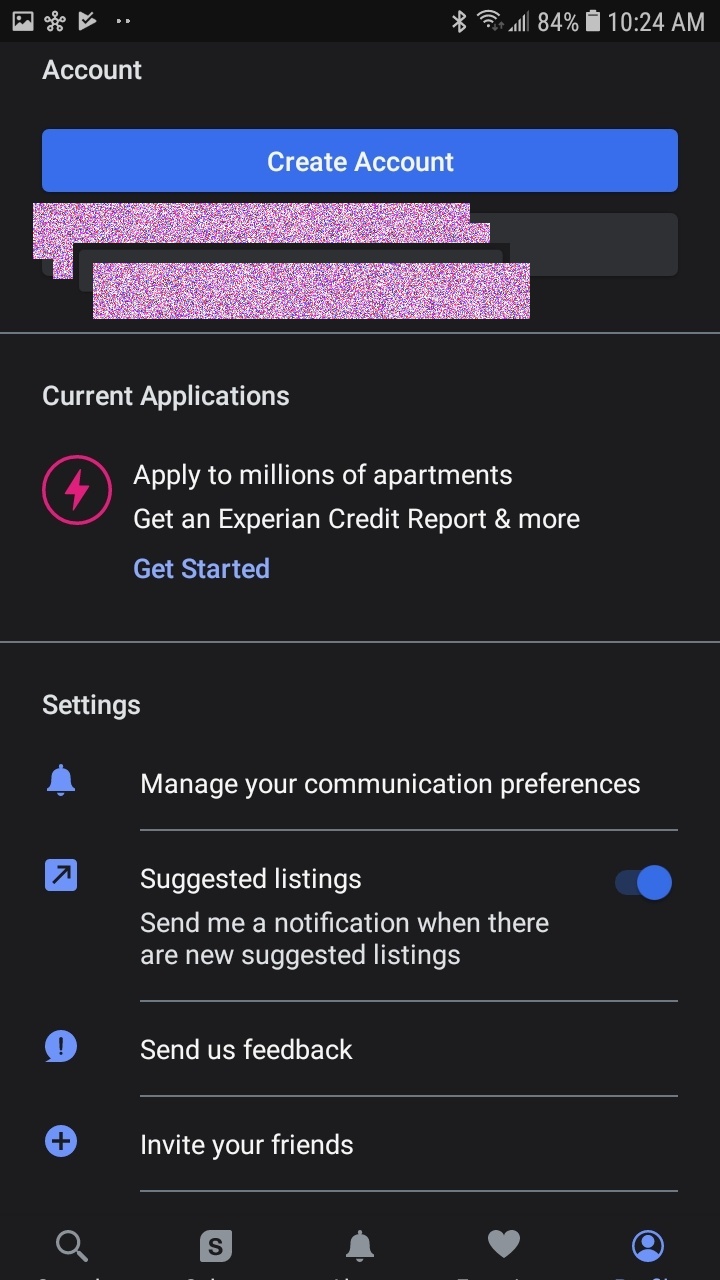 84% 10:24 AM
Account
Create Account
Current Applications
Apply to millions of apartments
Get an Experian Credit Report & more
Get Started
Settings
Manage your communication preferences
Suggested listings
Send me a notification when there
are new suggested listings
Send us feedback
Invite your friends
S